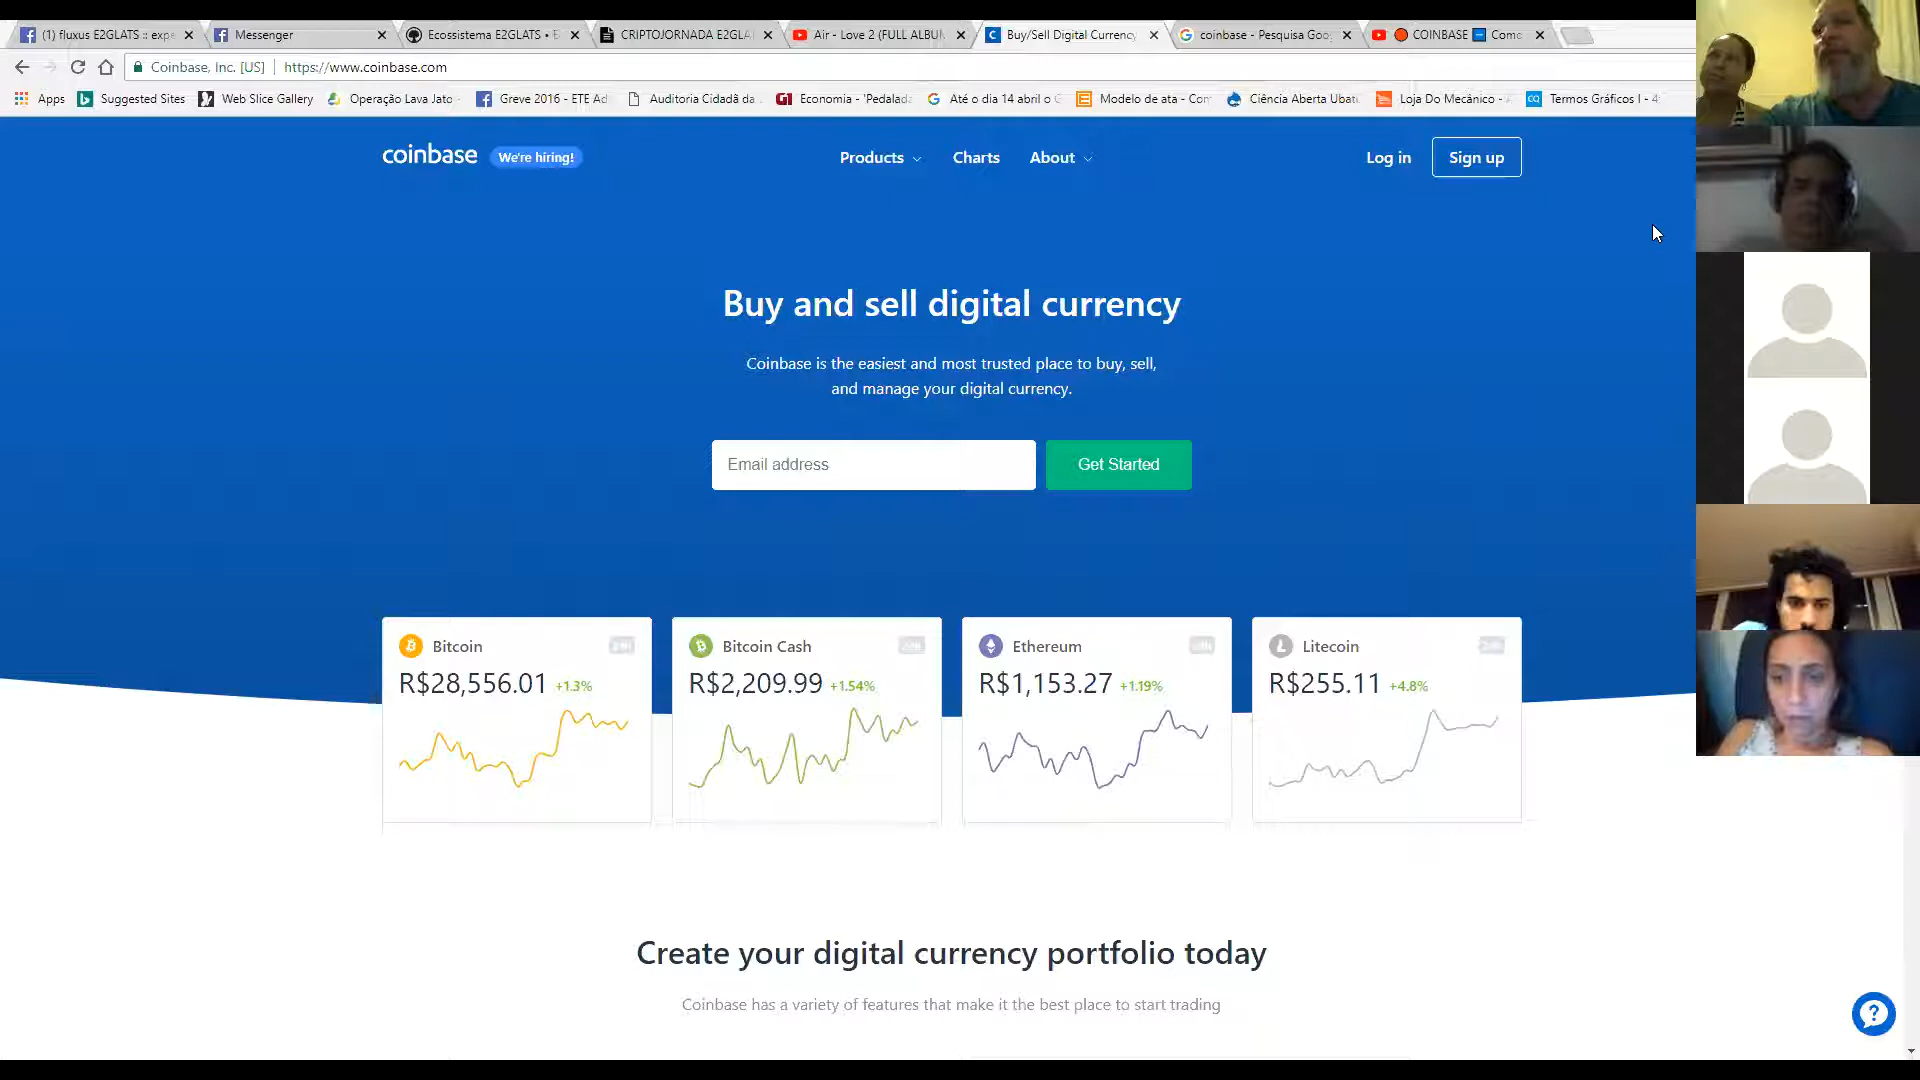 (1) fluxus E2GLATS :: expe
Messenger
Ecossistema E2GLATS • E
CRIPTOJORNADA E2GLA
Air - Love 2 (FULL ALBUM
Buy/Sell Digital Currency
coinbase - Pesquisa Goo
COINBASE Como
Coinbase, Inc. [US]
https://www.coinbase.com
Apps
Suggested Sites
Web Slice Gallery
Operação Lava Jato -
Greve 2016 - ETE Ad
Auditoria Cidadã da
Economia - 'Pedalada
Até o dia 14 abril o
Modelo de ata - Con
Ciência Aberta Ubatu
Loja Do Mecânico -
Termos Gráficos I - 4
coinbase
We're hiring!
Products
Charts
About
Log in
Sign up
Buy and sell digital currency
Coinbase is the easiest and most trusted place to buy, sell,
and manage your digital currency.
Email address
Get Started
Bitcoin
R$28,556.01 +1.3%
Bitcoin Cash
R$2,209.99 +1.54%
Ethereum
R$1,153.27 +1.19%
Litecoin
R$255.11 +4.8%
Create your digital currency portfolio today
Coinbase has a variety of features that make it the best place to start trading